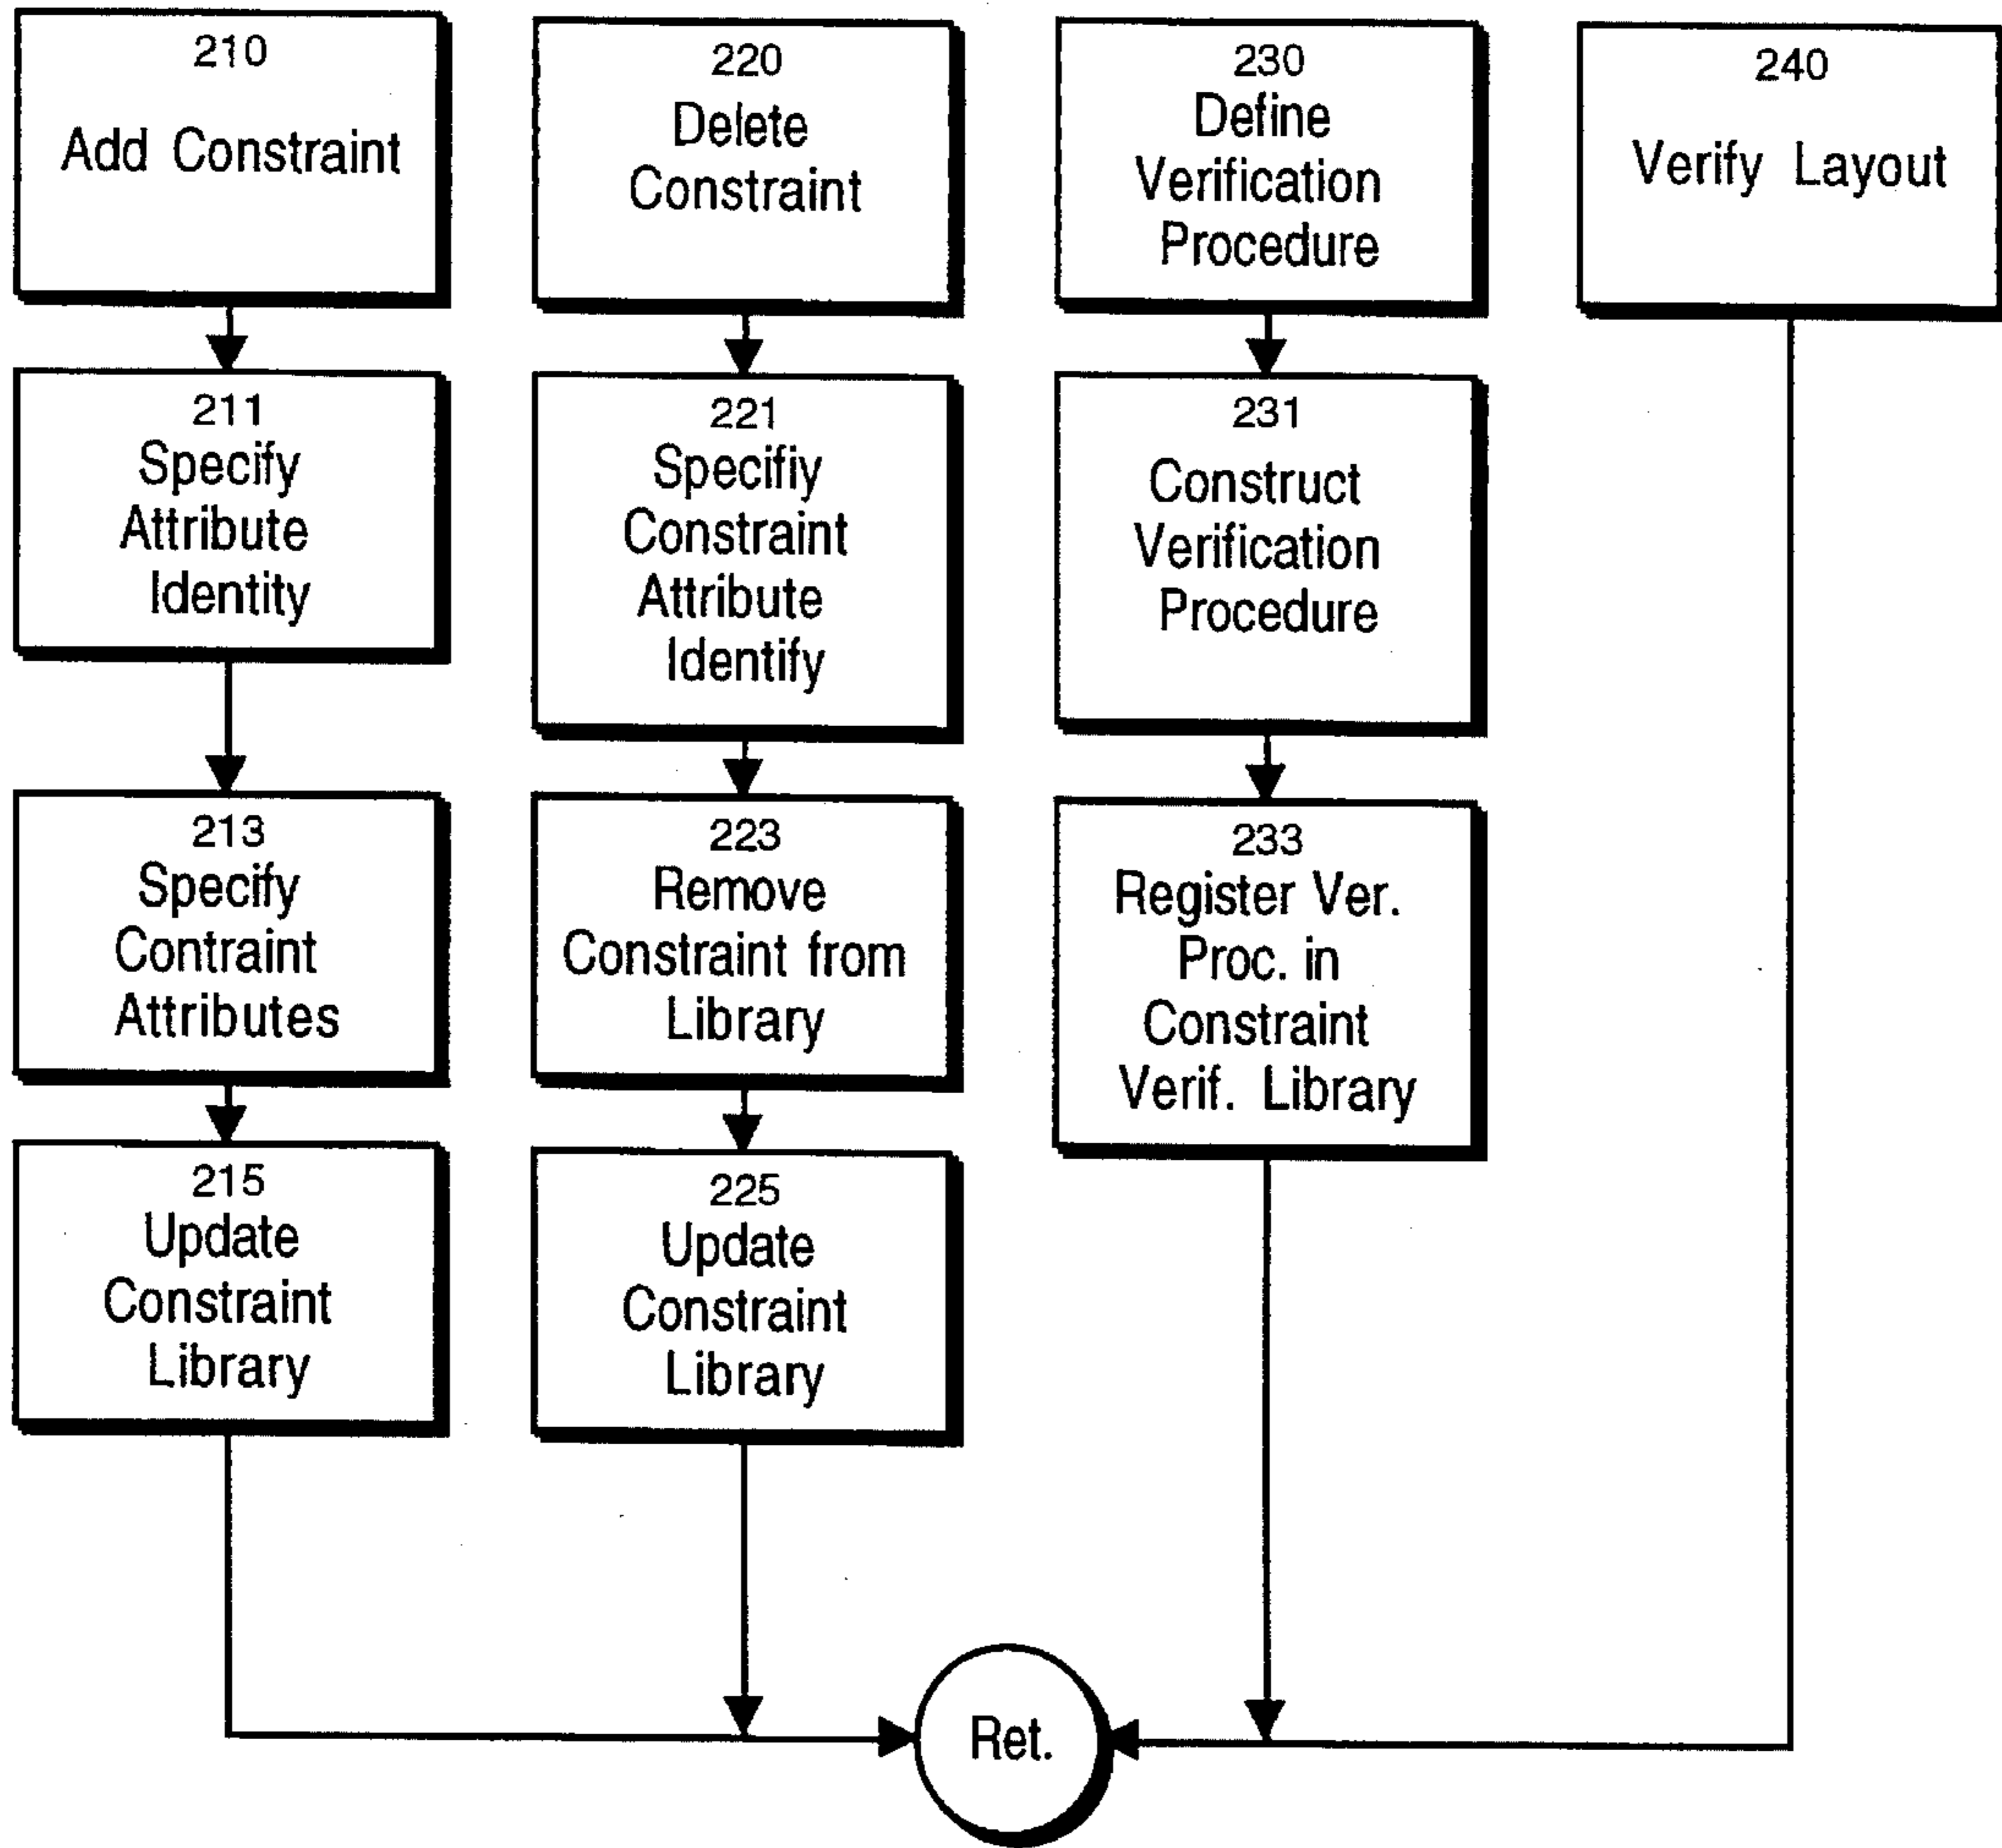 210
Add Constraint
211
Specify
Attribute
Identity
213
Specify
Contraint
Attributes
215
Update
Constraint
Library
220
Delete
Constraint
221
Specifiy
Constraint
Attribute
Identify
223
Remove
Constraint from
Library
225
Update
Constraint
Library
230
Define
Verification
Procedure
231
Construct
Verification
Procedure
233
Register Ver.
Proc. in
Constraint
Verif. Library
240
Verify Layout
Ret.